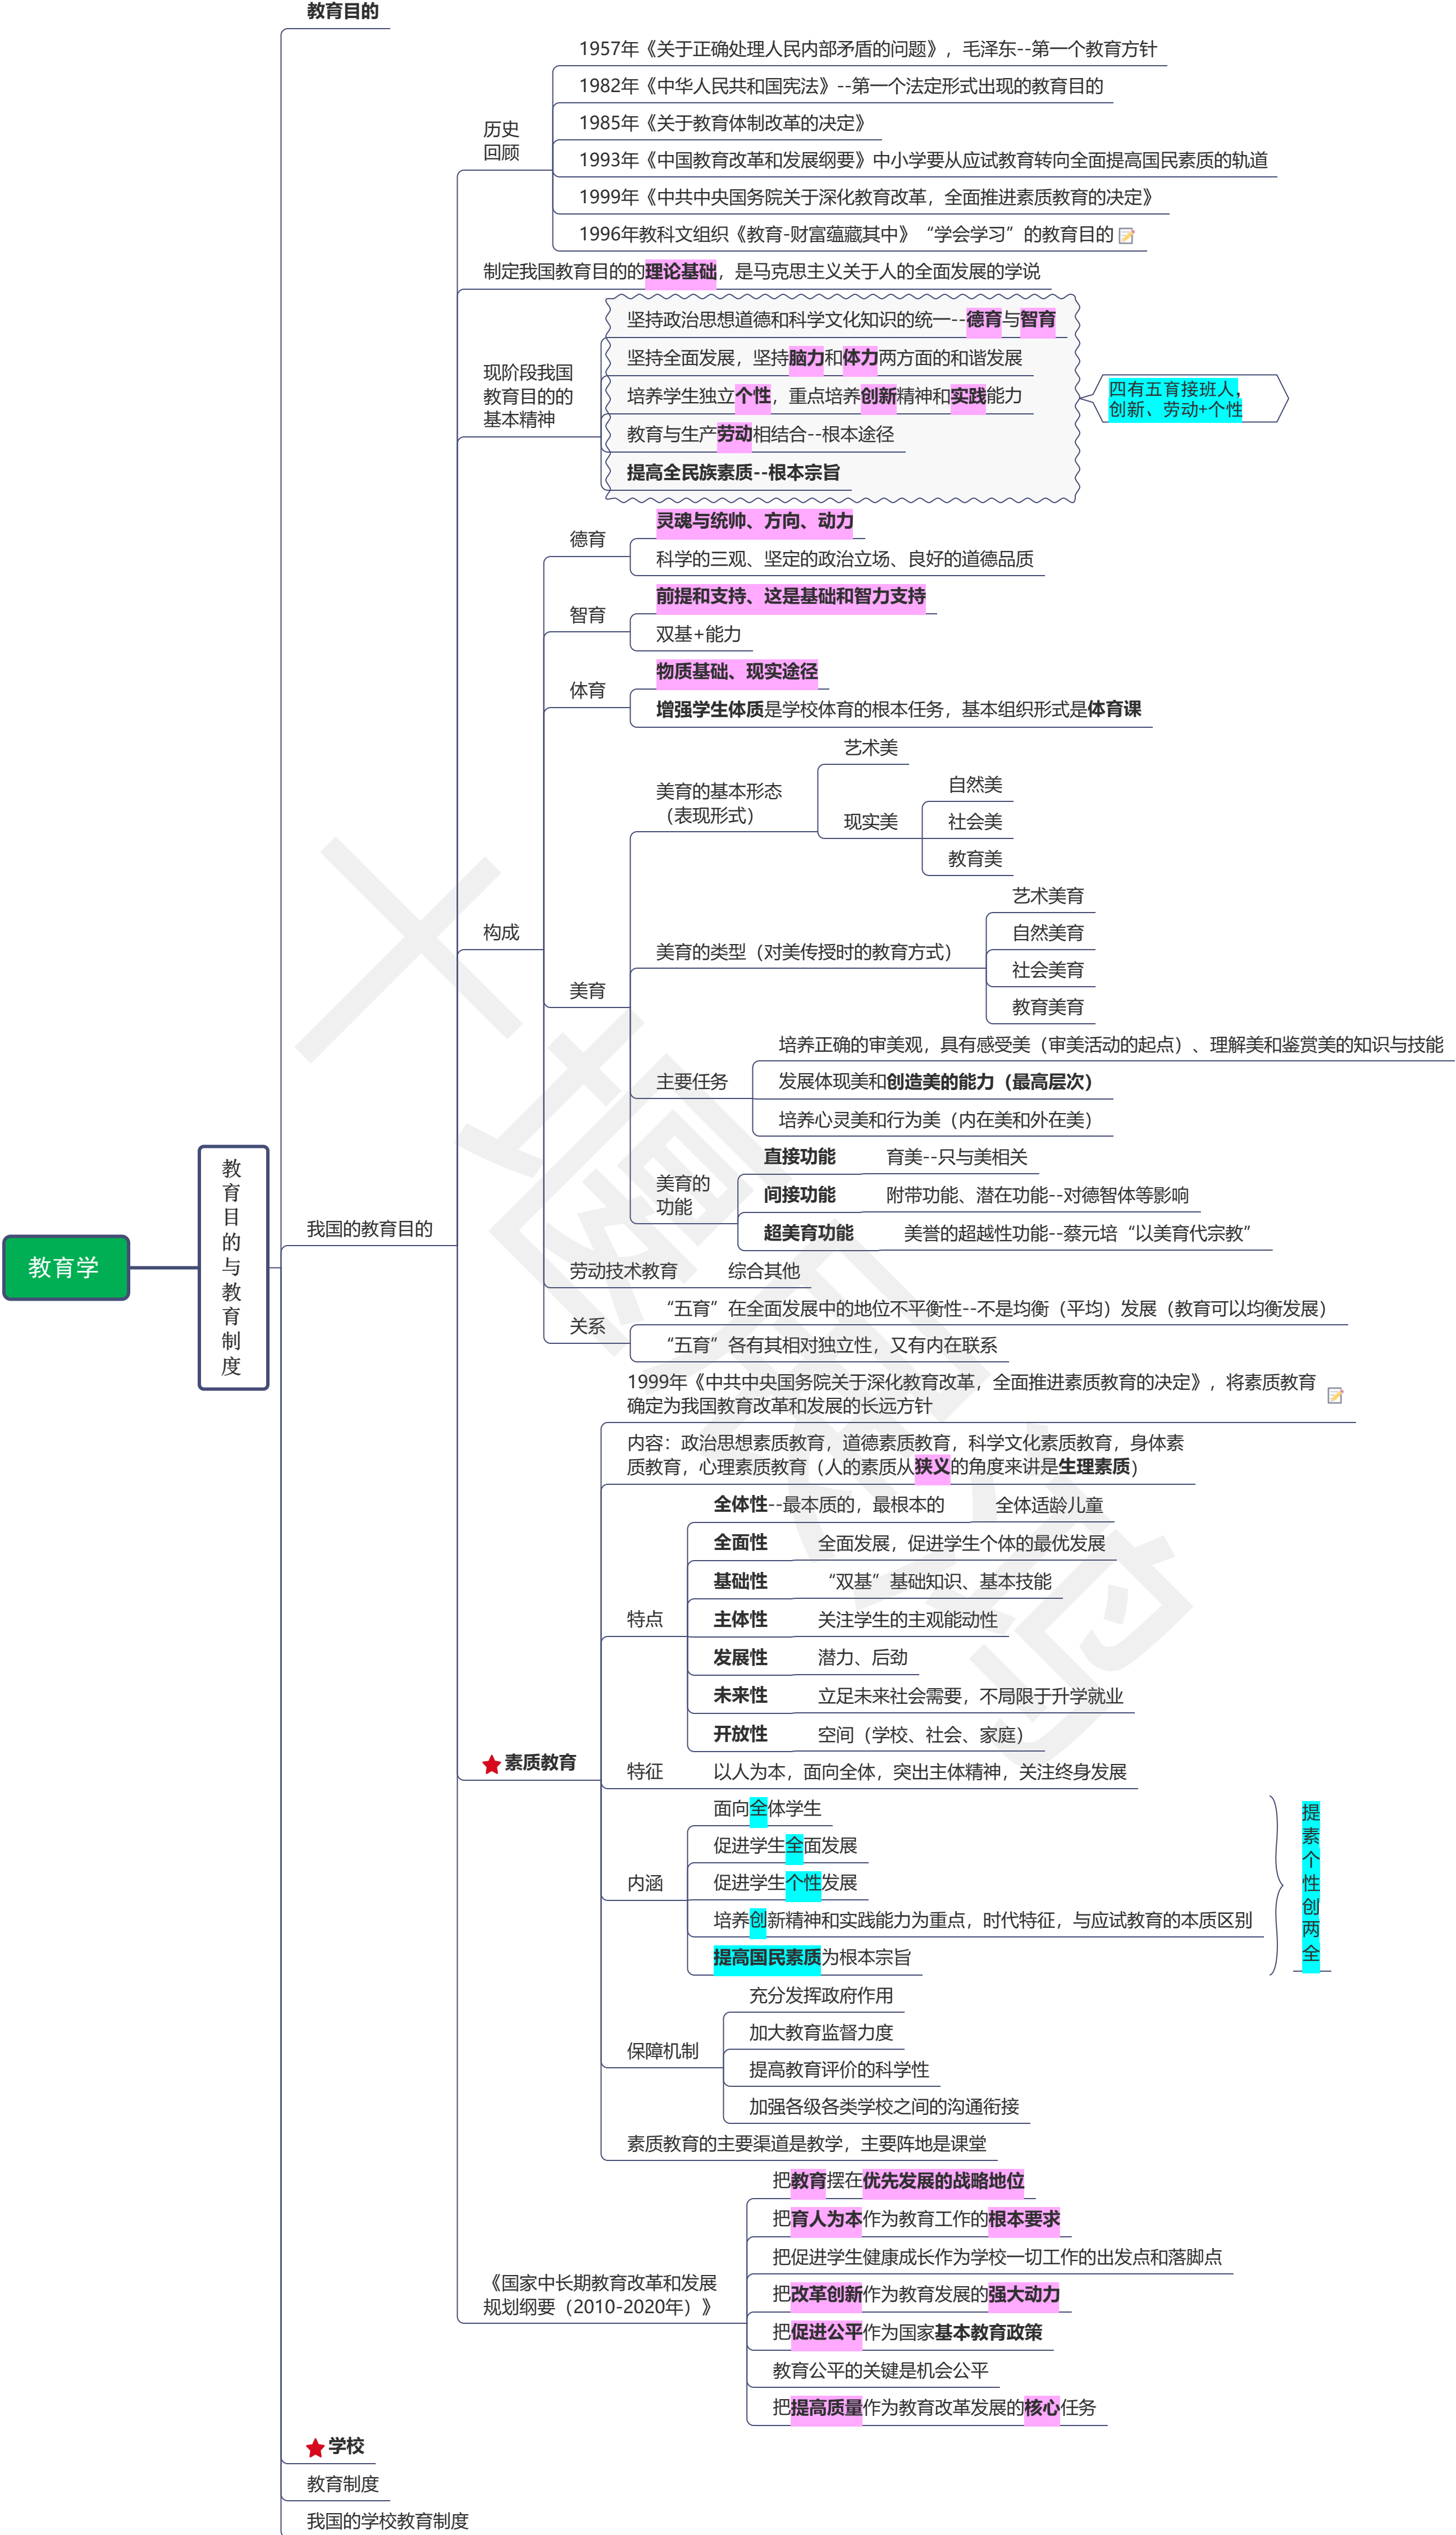 教育目的
1957年《关于正确处理人民内部矛盾的问题》，毛泽东--第一个教育方针
1982年《中华人民共和国宪法》--第一个法定形式出现的教育目的
1985年《关于教育体制改革的决定》
历史
回顾
1993年《中国教育改革和发展纲要》中小学要从应试教育转向全面提高国民素质的轨道
1999年《中共中央国务院关于深化教育改革，全面推进素质教育的决定》
1996年教科文组织《教育-财富蕴藏其中》“学会学习”的教育目的
制定我国教育目的的理论基础，是马克思主义关于人的全面发展的学说
现阶段我国
教育目的的
基本精神
坚持政治思想道德和科学文化知识的统一--德育与智育
坚持全面发展，坚持脑力和体力两方面的和谐发展
培养学生独立个性，重点培养创新精神和实践能力
教育与生产劳动相结合--根本途径
提高全民族素质--根本宗旨
四有五育接班人，
创新、劳动+个性
构成
德育
灵魂与统帅、方向、动力
科学的三观、坚定的政治立场、良好的道德品质
智育
前提和支持、这是基础和智力支持
双基+能力
体育
物质基础、现实途径
增强学生体质是学校体育的根本任务，基本组织形式是体育课
美育
美育的基本形态
（表现形式）
艺术美
现实美
自然美
社会美
教育美
美育的类型（对美传授时的教育方式）
艺术美育
自然美育
社会美育
教育美育
主要任务
培养正确的审美观，具有感受美（审美活动的起点）、理解美和鉴赏美的知识与技能
发展体现美和创造美的能力（最高层次）
培养心灵美和行为美（内在美和外在美）
美育的
功能
直接功能
育美--只与美相关
间接功能
附带功能、潜在功能--对德智体等影响
超美育功能
美誉的超越性功能--蔡元培“以美育代宗教”
劳动技术教育
综合其他
关系
“五育”在全面发展中的地位不平衡性--不是均衡（平均）发展（教育可以均衡发展）
“五育”各有其相对独立性，又有内在联系
教育学
教育目的与教育制度
我国的教育目的
素质教育
1999年《中共中央国务院关于深化教育改革，全面推进素质教育的决定》，将素质教育
确定为我国教育改革和发展的长远方针
内容：政治思想素质教育，道德素质教育，科学文化素质教育，身体素
质教育，心理素质教育（人的素质从狭义的角度来讲是生理素质）
特点
全体性--最本质的，最根本的
全体适龄儿童
全面性
全面发展，促进学生个体的最优发展
基础性
“双基”基础知识、基本技能
主体性
关注学生的主观能动性
发展性
潜力、后劲
未来性
立足未来社会需要，不局限于升学就业
开放性
空间（学校、社会、家庭）
特征
以人为本，面向全体，突出主体精神，关注终身发展
内涵
面向全体学生
促进学生全面发展
促进学生个性发展
培养创新精神和实践能力为重点，时代特征，与应试教育的本质区别
提高国民素质为根本宗旨
提素个性创两全
保障机制
充分发挥政府作用
加大教育监督力度
提高教育评价的科学性
加强各级各类学校之间的沟通衔接
素质教育的主要渠道是教学，主要阵地是课堂
《国家中长期教育改革和发展
规划纲要（2010-2020年）》
把教育摆在优先发展的战略地位
把育人为本作为教育工作的根本要求
把促进学生健康成长作为学校一切工作的出发点和落脚点
把改革创新作为教育发展的强大动力
把促进公平作为国家基本教育政策
教育公平的关键是机会公平
把提高质量作为教育改革发展的核心任务
学校
教育制度
我国的学校教育制度